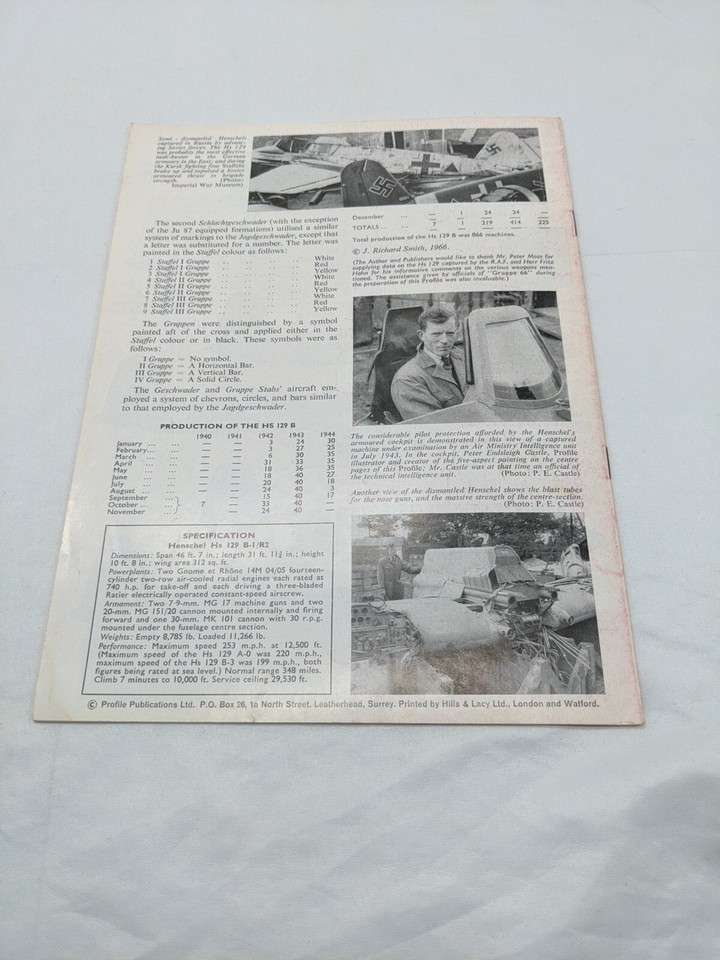 Semi - dismantled Henschels
captured in Russia by advanc-
ing Soviet forces. The Hs 129
was probably the most effective
tank-buster in the German
armoury in the East, and during
the Kursk fighting four Staffeln
broke up and repulsed a Soviet
armoured thrust in brigade
strength. (Photo:
Imperial War Museum)
The second Schlachtgeschwader (with the exception
of the Ju 87 equipped formations) utilised a similar
system of markings to the Jagdgeschwader, except that
a letter was substituted for a number. The letter was
painted in the Staffel colour as follows:
1 Staffel I Gruppe .. .. .. .. White
2 Staffel I Gruppe .. .. .. .. Red
3 Staffel I Gruppe .. .. .. .. Yellow
4 Staffel II Gruppe .. .. .. .. White
5 Staffel II Gruppe .. .. .. .. Red
6 Staffel II Gruppe .. .. .. .. Yellow
7 Staffel III Gruppe .. .. .. .. White
8 Staffel III Gruppe .. .. .. .. Red
9 Staffel III Gruppe .. .. .. .. Yellow
The Gruppen were distinguished by a symbol
painted aft of the cross and applied either in the
Staffel colour or in black. These symbols were as
follows:
I Gruppe = No symbol.
II Gruppe = A Horizontal Bar.
III Gruppe = A Vertical Bar.
IV Gruppe = A Solid Circle.
The Geschwader and Gruppe Stabs' aircraft em-
ployed a system of chevrons, circles, and bars similar
to that employed by the Jagdgeschwader.
PRODUCTION OF THE HS 129 B
1940 1941 1942 1943 1944
January ... ... — — 3 24 30
February... ... — — 3 27 25
March ... ... — — 6 30 35
April ... ... — — 31 33 35
May ... ... — — 18 36 35
June ... ... — — 18 40 27
July ... ... — — 20 40 18
August ... ... — — 24 40 3
September ... } — — 15 40 17
October ... ... } 7 — 33 40 —
November ... } — — 24 40 —
SPECIFICATION
Henschel Hs 129 B-1/R2
Dimensions: Span 46 ft. 7 in.; length 31 ft. 11¾ in.; height
10 ft. 8 in.; wing area 312 sq. ft.
Powerplants: Two Gnome et Rhône 14M 04/05 fourteen-
cylinder two-row air-cooled radial engines each rated at
740 h.p. for take-off and each driving a three-bladed
Ratier electrically operated constant-speed airscrew.
Armament: Two 7·9-mm. MG 17 machine guns and two
20-mm. MG 151/20 cannon mounted internally and firing
forward and one 30-mm. MK 101 cannon with 30 r.p.g.
mounted under the fuselage centre section.
Weights: Empty 8,785 lb. Loaded 11,266 lb.
Performance: Maximum speed 253 m.p.h. at 12,500 ft.
(Maximum speed of the Hs 129 A-0 was 220 m.p.h.,
maximum speed of the Hs 129 B-3 was 199 m.p.h., both
figures being rated at sea level.) Normal range 348 miles.
Climb 7 minutes to 10,000 ft. Service ceiling 29,530 ft.
December ... ... — 1 24 24 —
TOTALS ... ... 7 1 219 414 225
Total production of the Hs 129 B was 866 machines.
© J. Richard Smith, 1966.
(The Author and Publishers would like to thank Mr. Peter Moss for
supplying data on the Hs 129 captured by the R.A.F. and Herr Fritz
Hahn for his informative comments on the various weapons men-
tioned. The assistance given by officials of "Gruppe 66" during
the preparation of this Profile was also invaluable.)
The considerable pilot protection afforded by the Henschel's
armoured cockpit is demonstrated in this view of a captured
machine under examination by an Air Ministry Intelligence unit
in July 1943. In the cockpit, Peter Endsleigh Castle, Profile
illustrator and creator of the five-aspect painting on the centre
pages of this Profile; Mr. Castle was at that time an official of
the technical intelligence unit. (Photo: P. E. Castle)
Another view of the dismantled Henschel shows the blast tubes
for the nose guns, and the massive strength of the centre-section.
(Photo: P. E. Castle)
© Profile Publications Ltd. P.O. Box 26, 1a North Street, Leatherhead, Surrey. Printed by Hills & Lacy Ltd., London and Watford.